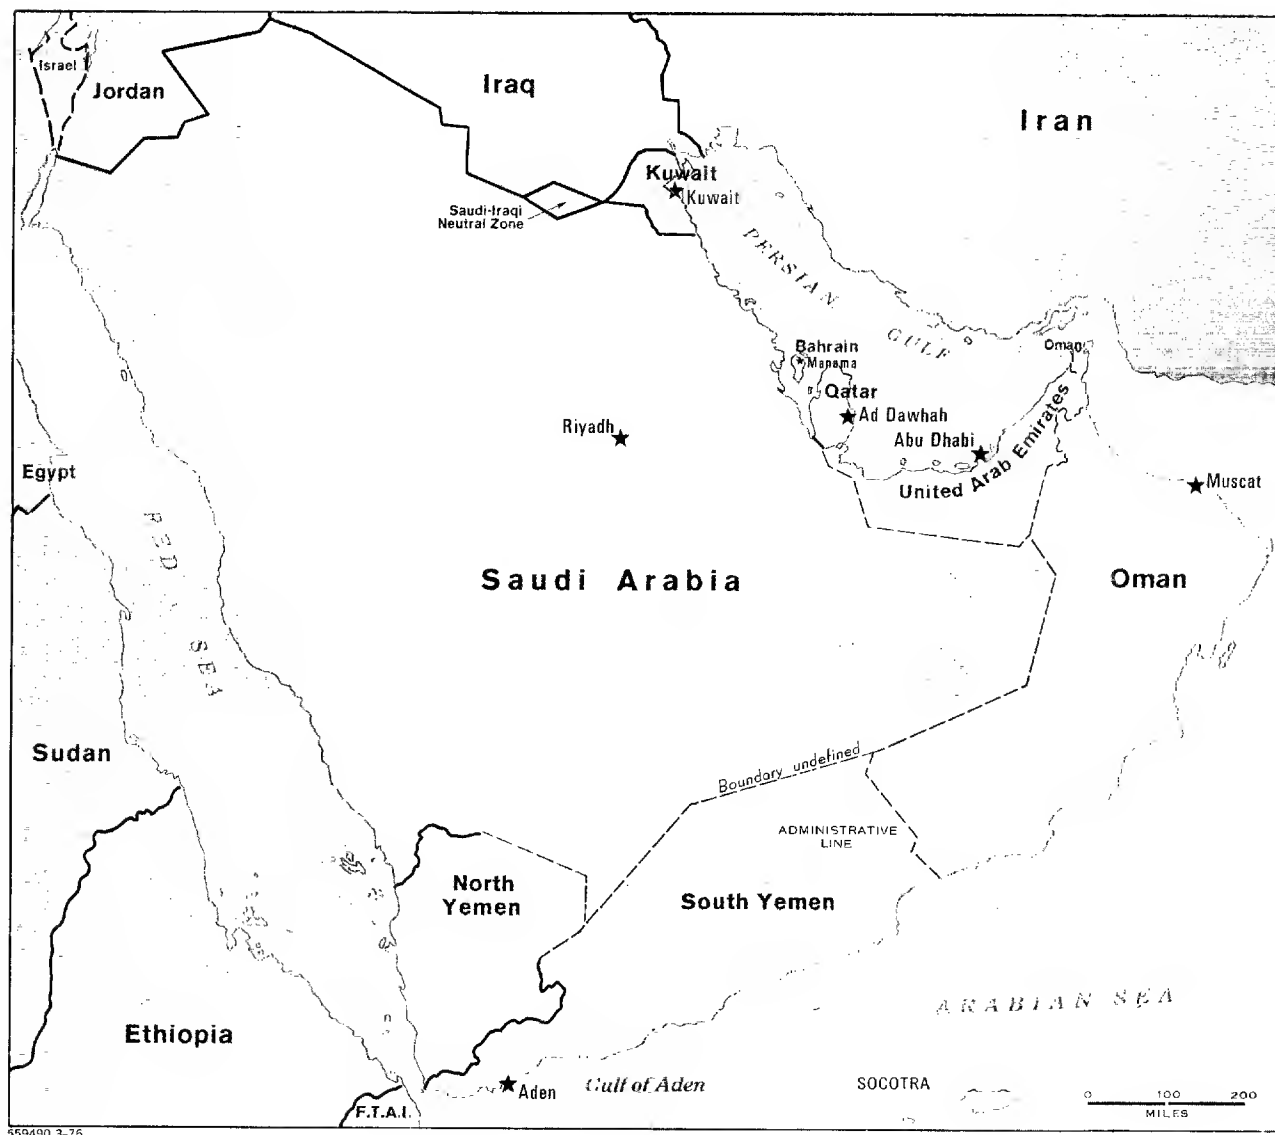 Israel
Jordan
Iraq
Iran
Kuwait
Kuwait
Saudi-Iraqi
Neutral Zone
PERSIAN
GULF
Bahrain
Manama
Oman
Qatar
Ad Dawhah
Riyadh
Abu Dhabi
United Arab Emirates
Egypt
Muscat
RED
SEA
Saudi Arabia
Oman
Sudan
Boundary undefined
ADMINISTRATIVE
LINE
North
Yemen
South Yemen
ARABIAN SEA
Ethiopia
Aden
Gulf of Aden
SOCOTRA
F.T.A.I.
0 100 200
MILES
559490 3-76